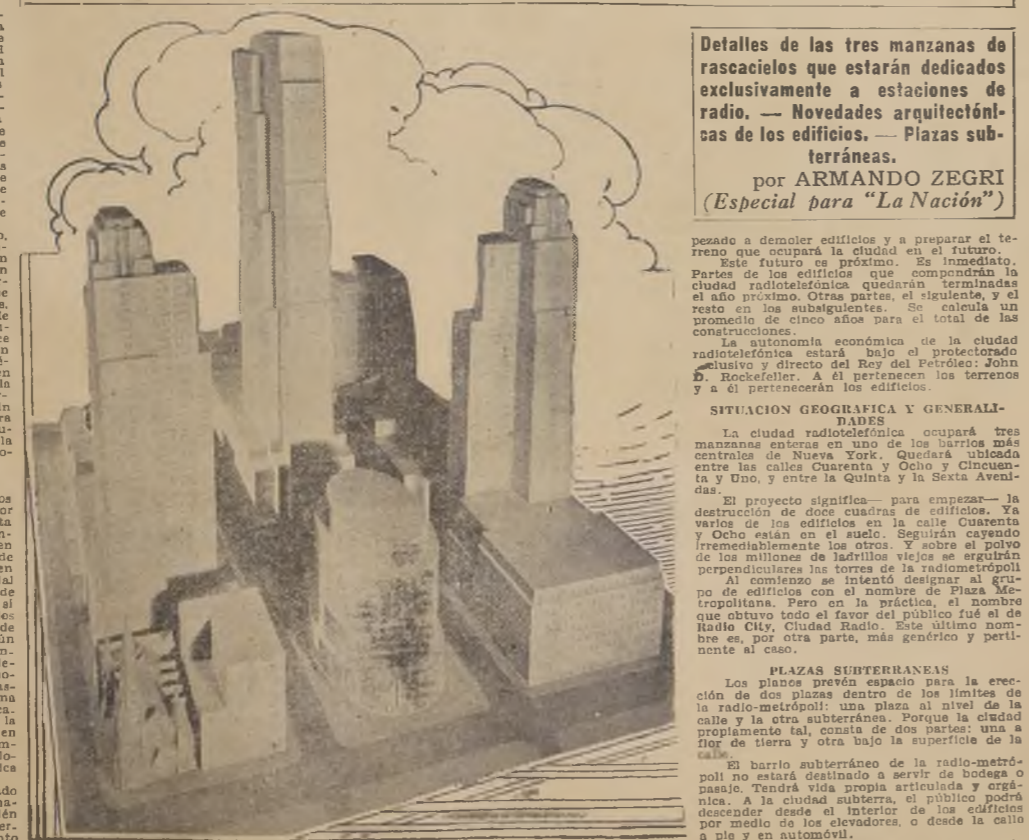 Detalles de las tres manzanas de
rascacielos que estarán dedicados
exclusivamente a estaciones de
radio. — Novedades arquitectóni-
cas de los edificios. — Plazas sub-
terráneas.
por ARMANDO ZEGRI
(Especial para "La Nación")
pezado a demoler edificios y a preparar el te-
rreno que ocupará la ciudad en el futuro.
Este futuro es próximo. Es inmediato.
Partes de los edificios que compondrán la
ciudad radiotelefónica quedarán terminadas
el año próximo. Otras partes, el siguiente, y el
resto en los subsiguientes. Se calcula un
promedio de cinco años para el total de las
construcciones.
La autonomía económica de la ciudad
radiotelefónica estará bajo el protectorado
clusivo y directo del Rey del Petróleo: John
D. Rockefeller. A él pertenecen los terrenos
y a él pertenecerán los edificios.
SITUACION GEOGRAFICA Y GENERALI-
DADES
La ciudad radiotelefónica ocupará tres
manzanas enteras en uno de los barrios más
centrales de Nueva York. Quedará ubicada
entre las calles Cuarenta y Ocho y Cincuen-
ta y Uno, y entre la Quinta y la Sexta Aveni-
das.
El proyecto significa— para empezar— la
destrucción de doce cuadras de edificios. Ya
varios de los edificios en la calle Cuarenta
y Ocho están en el suelo. Seguirán cayendo
irremediablemente los otros. Y sobre el polvo
de los millones de ladrillos viejos se erguirán
perpendiculares las torres de la radiometrópoli
Al comienzo se intentó designar al gru-
po de edificios con el nombre de Plaza Me-
tropolitana. Pero en la práctica, el nombre
que obtuvo todo el favor del público fué el de
Radio City, Ciudad Radio. Este último nom-
bre es, por otra parte, más genérico y perti-
nente al caso.
PLAZAS SUBTERRANEAS
Los planos prevén espacio para la erec-
ción de dos plazas dentro de los límites de
la radio-metrópoli: una plaza al nivel de la
calle y la otra subterránea. Porque la ciudad
propiamente tal, consta de dos partes: una a
flor de tierra y otra bajo la superficie de la
calle.
El barrio subterráneo de la radio-metró-
poli no estará destinado a servir de bodega o
pasaje. Tendrá vida propia articulada y orgá-
nica. A la ciudad subterra, el público podrá
descender desde el interior de los edificios
por medio de los elevadores, o desde la calle
a pie y en automóvil.